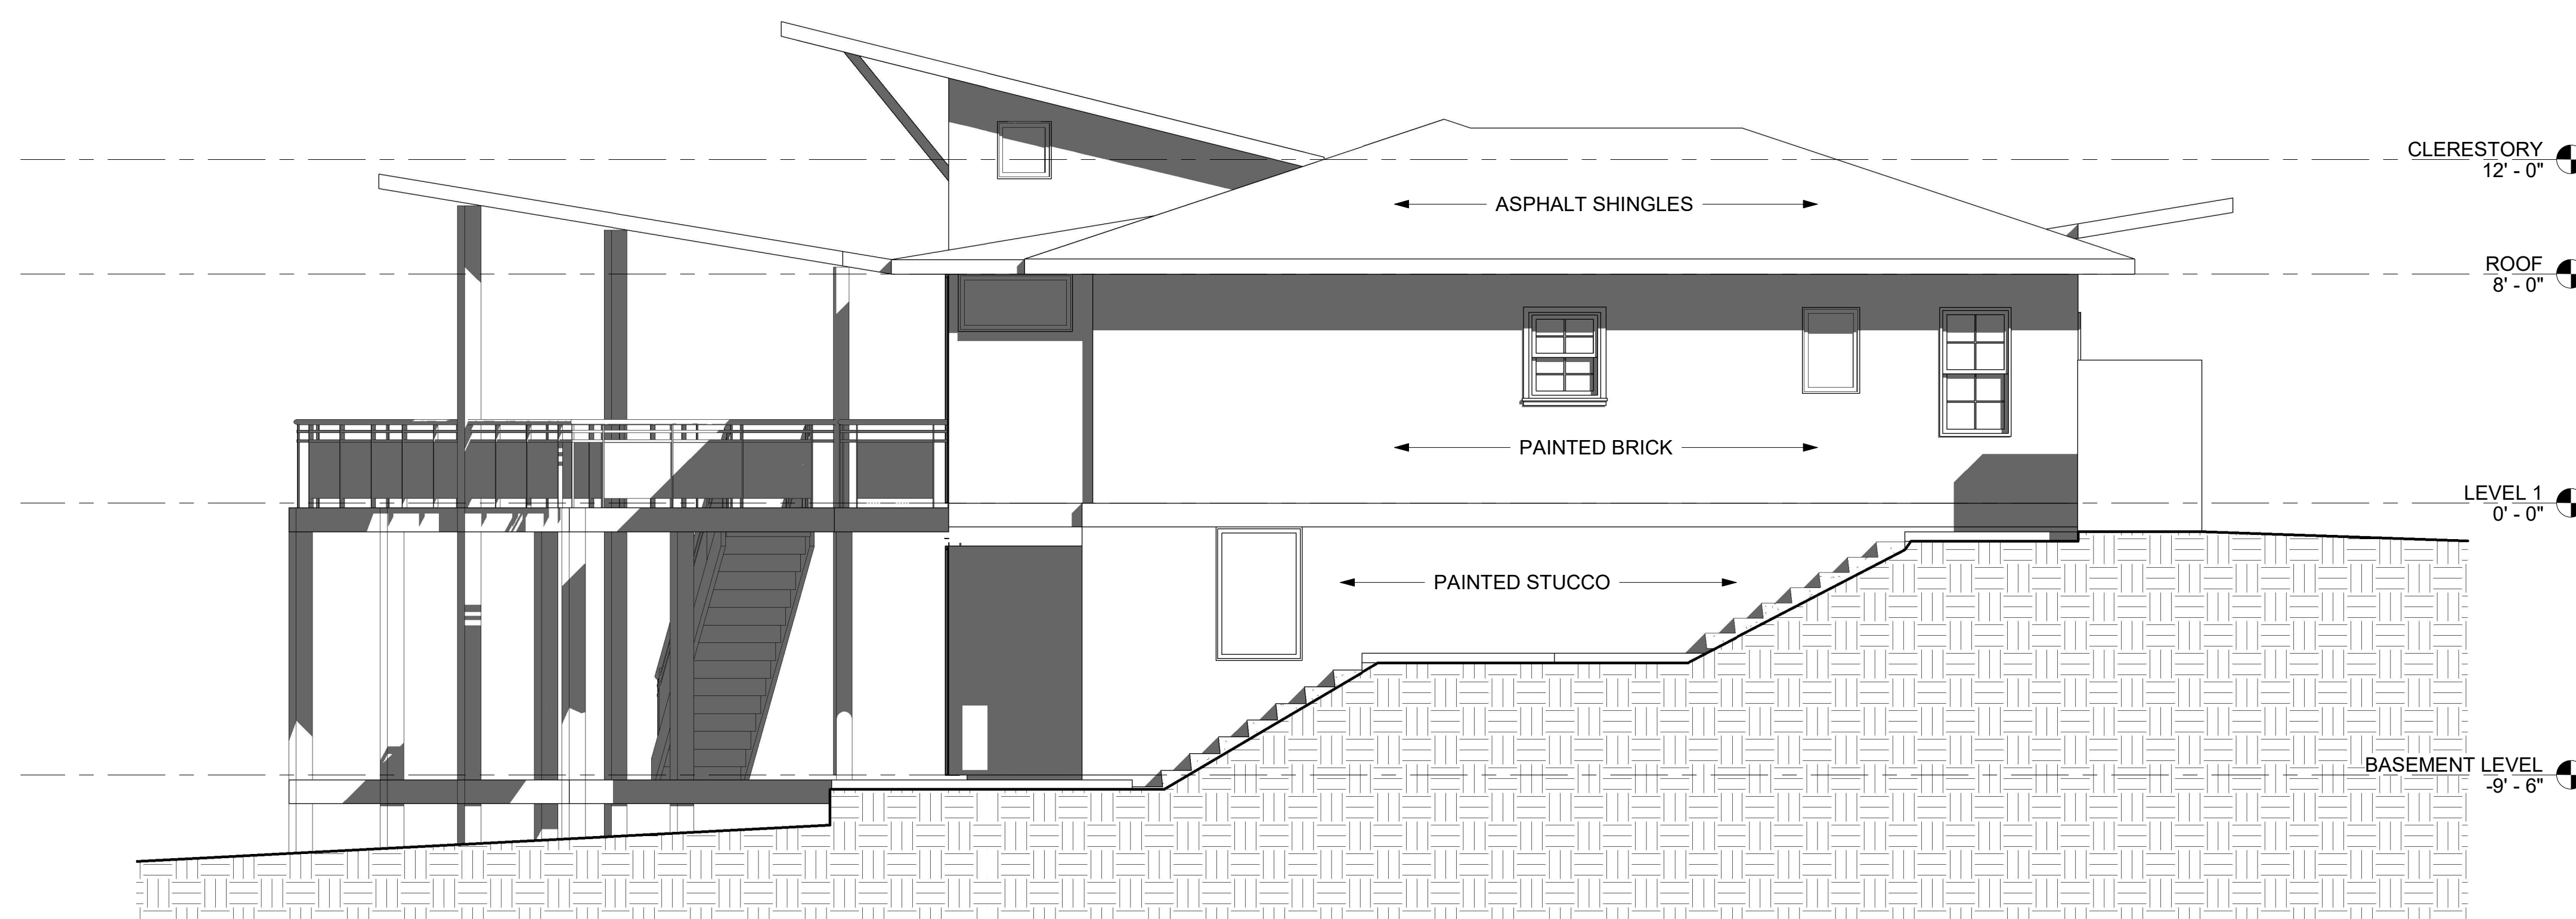 CLERESTORY
12' - 0"
ASPHALT SHINGLES
ROOF
8' - 0"
PAINTED BRICK
LEVEL 1
0' - 0"
PAINTED STUCCO
BASEMENT LEVEL
-9' - 6"